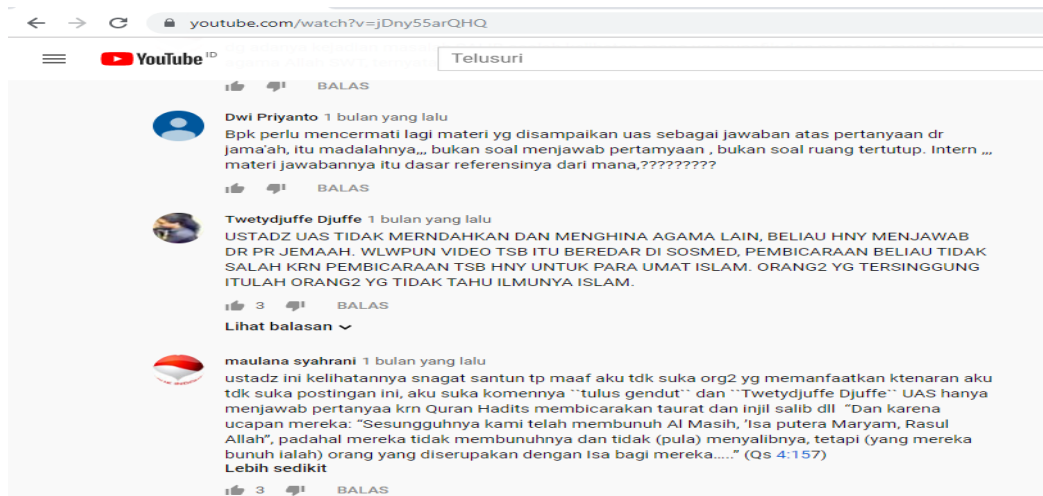 youtube.com/watch?v=jDny55arQHQ
YouTube ID
Telusuri
BALAS
Dwi Priyanto 1 bulan yang lalu
Bpk perlu mencermati lagi materi yg disampaikan uas sebagai jawaban atas pertanyaan dr
jama'ah, itu madalahnya,,, bukan soal menjawab pertamyaan , bukan soal ruang tertutup. Intern ,,,
materi jawabannya itu dasar referensinya dari mana,?????????
BALAS
Twetydjuffe Djuffe 1 bulan yang lalu
USTADZ UAS TIDAK MERNDAHKAN DAN MENGHINA AGAMA LAIN, BELIAU HNY MENJAWAB
DR PR JEMAAH. WLWPUN VIDEO TSB ITU BEREDAR DI SOSMED, PEMBICARAAN BELIAU TIDAK
SALAH KRN PEMBICARAAN TSB HNY UNTUK PARA UMAT ISLAM. ORANG2 YG TERSINGGUNG
ITULAH ORANG2 YG TIDAK TAHU ILMUNYA ISLAM.
3 BALAS
Lihat balasan
maulana syahrani 1 bulan yang lalu
ustadz ini kelihatannya snagat santun tp maaf aku tdk suka org2 yg memanfaatkan ktenaran aku
tdk suka postingan ini, aku suka komennya ``tulus gendut`` dan ``Twetydjuffe Djuffe`` UAS hanya
menjawab pertanyaa krn Quran Hadits membicarakan taurat dan injil salib dll "Dan karena
ucapan mereka: "Sesungguhnya kami telah membunuh Al Masih, 'Isa putera Maryam, Rasul
Allah", padahal mereka tidak membunuhnya dan tidak (pula) menyalibnya, tetapi (yang mereka
bunuh ialah) orang yang diserupakan dengan Isa bagi mereka....." (Qs 4:157)
Lebih sedikit
3 BALAS